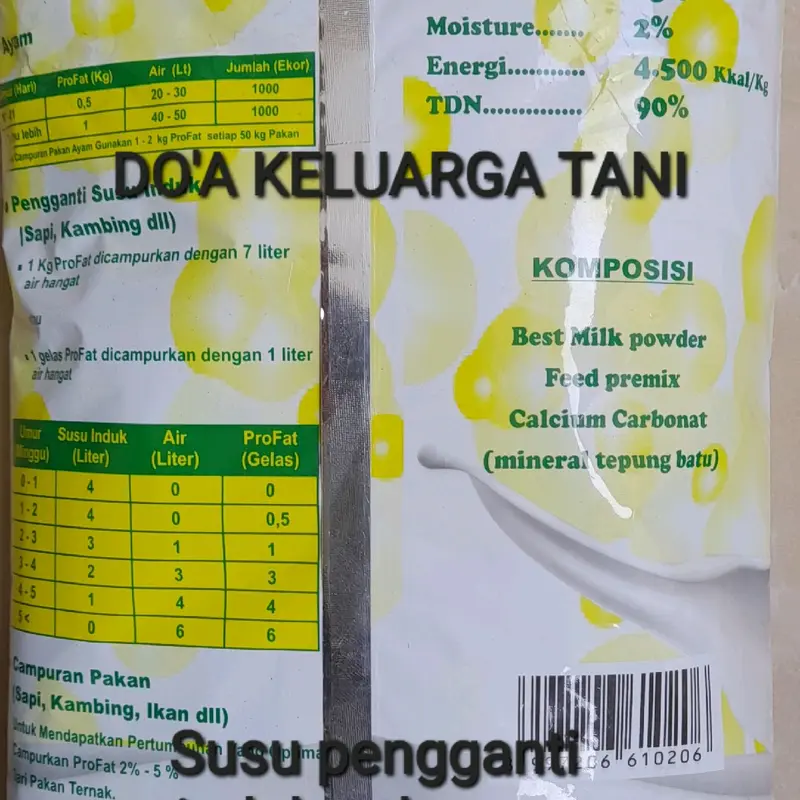 Ayam
(Hari) ProFat (Kg) Air (Lt) Jumlah (Ekor)
0,5 20 - 30 1000
lebih 1 40 - 50 1000
Campuran Pakan Ayam Gunakan 1 - 2 kg ProFat setiap 50 kg Pakan
Pengganti Susu Induk
(Sapi, Kambing dll)
1 Kg ProFat dicampurkan dengan 7 liter
air hangat
1 gelas ProFat dicampurkan dengan 1 liter
air hangat
Umur (Minggu) Susu Induk (Liter) Air (Liter) ProFat (Gelas)
0 - 1 4 0 0
1 - 2 4 0 0,5
2 - 3 3 1 1
3 - 4 2 3 3
4 - 5 1 4 4
5 < 0 6 6
Campuran Pakan
(Sapi, Kambing, Ikan dll)
Untuk Mendapatkan
Campurkan ProFat 2% - 5 %
Dari Pakan Ternak.
Moisture....... 2%
Energi........... 4.500 Kkal/Kg
TDN.............. 90%
DO'A KELUARGA TANI
KOMPOSISI
Best Milk powder
Feed premix
Calcium Carbonat
(mineral tepung batu)
610206
Susu pengganti